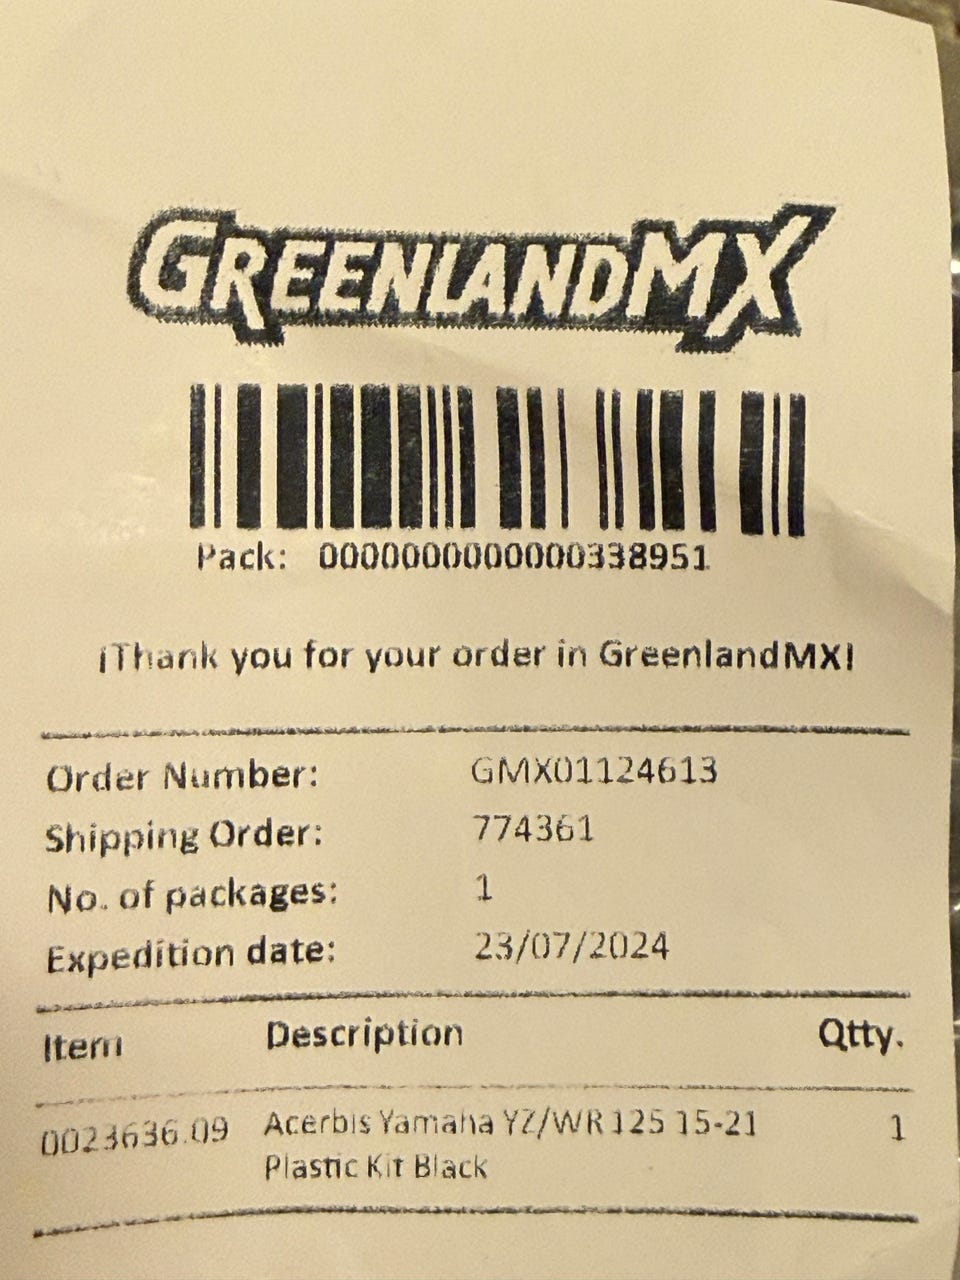 GREENLANDMX
Pack: 0000000000000338951
¡Thank you for your order in GreenlandMX!
Order Number: GMX01124613
Shipping Order: 774361
No. of packages: 1
Expedition date: 23/07/2024
Item Description Qtty.
0023636.09 Acerbis Yamaha YZ/WR 125 15-21 1
Plastic Kit Black